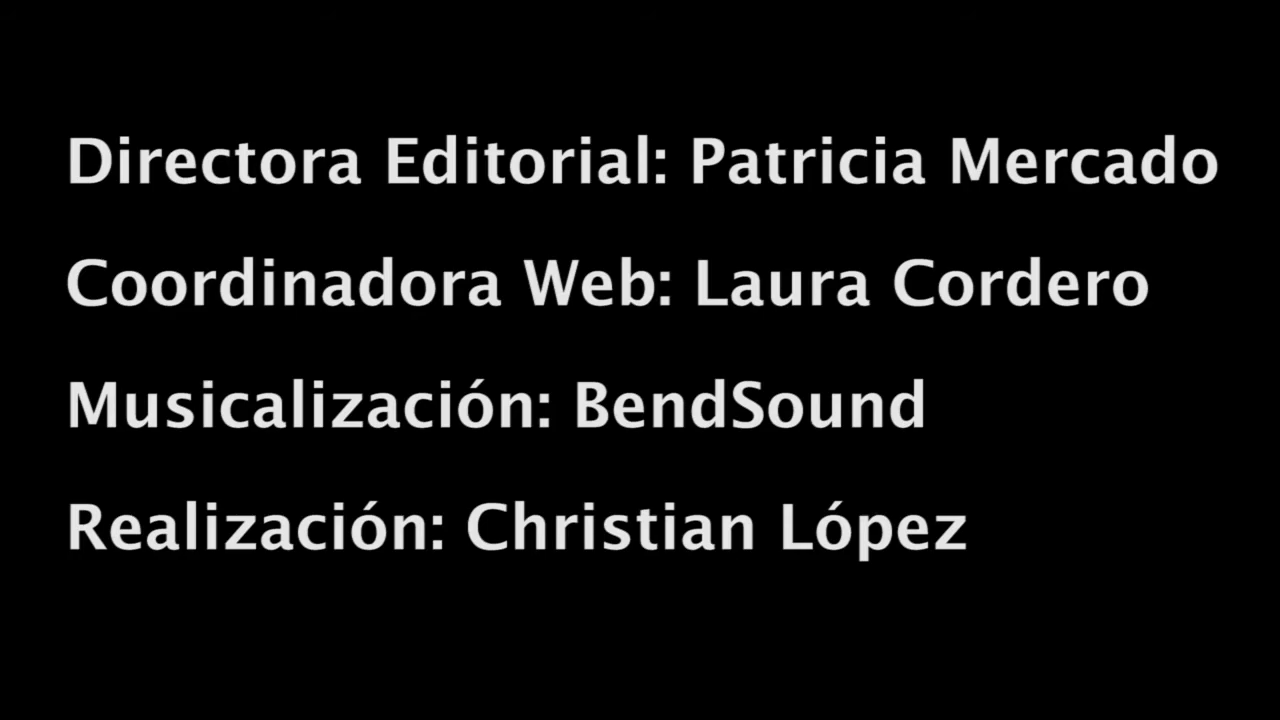 Directora Editorial: Patricia Mercado
Coordinadora Web: Laura Cordero
Musicalización: BendSound
Realización: Christian López